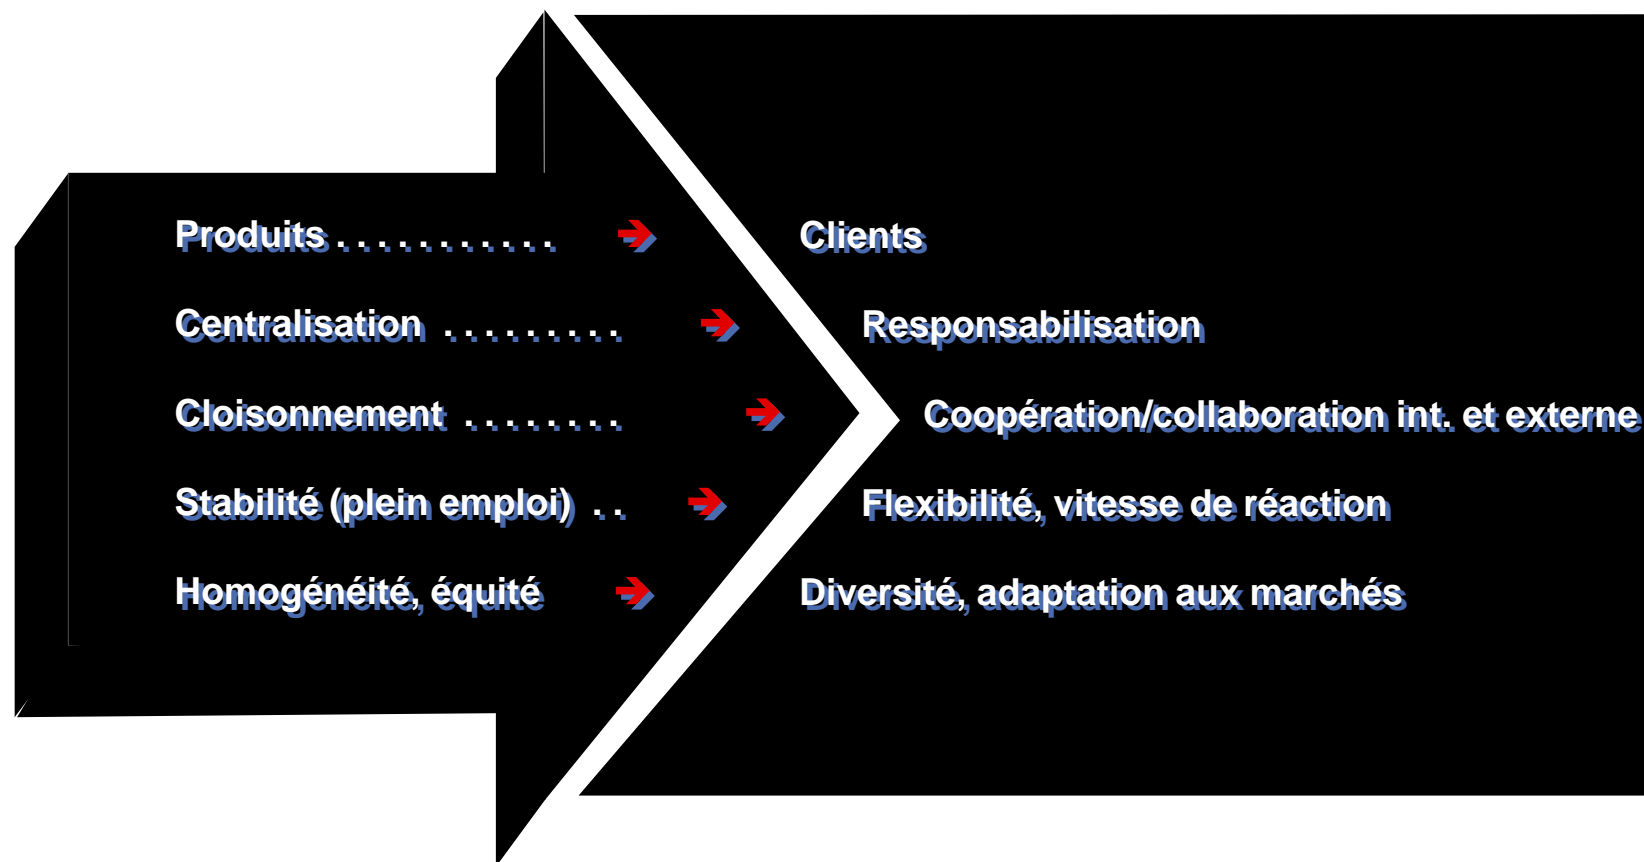 Produits . . . . . . . . . . . ➔ Clients
Centralisation . . . . . . . . . ➔ Responsabilisation
Cloisonnement . . . . . . . . ➔ Coopération/collaboration int. et externe
Stabilité (plein emploi) . . ➔ Flexibilité, vitesse de réaction
Homogénéité, équité ➔ Diversité, adaptation aux marchés